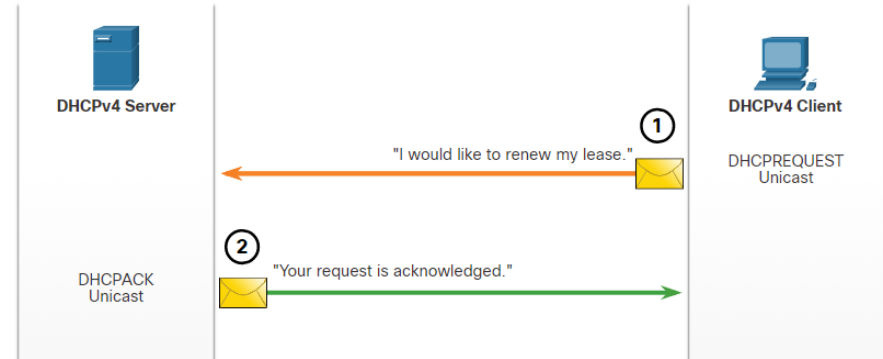 DHCPv4 Server
DHCPv4 Client
1
"I would like to renew my lease."
DHCPREQUEST
Unicast
2
"Your request is acknowledged."
DHCPACK
Unicast